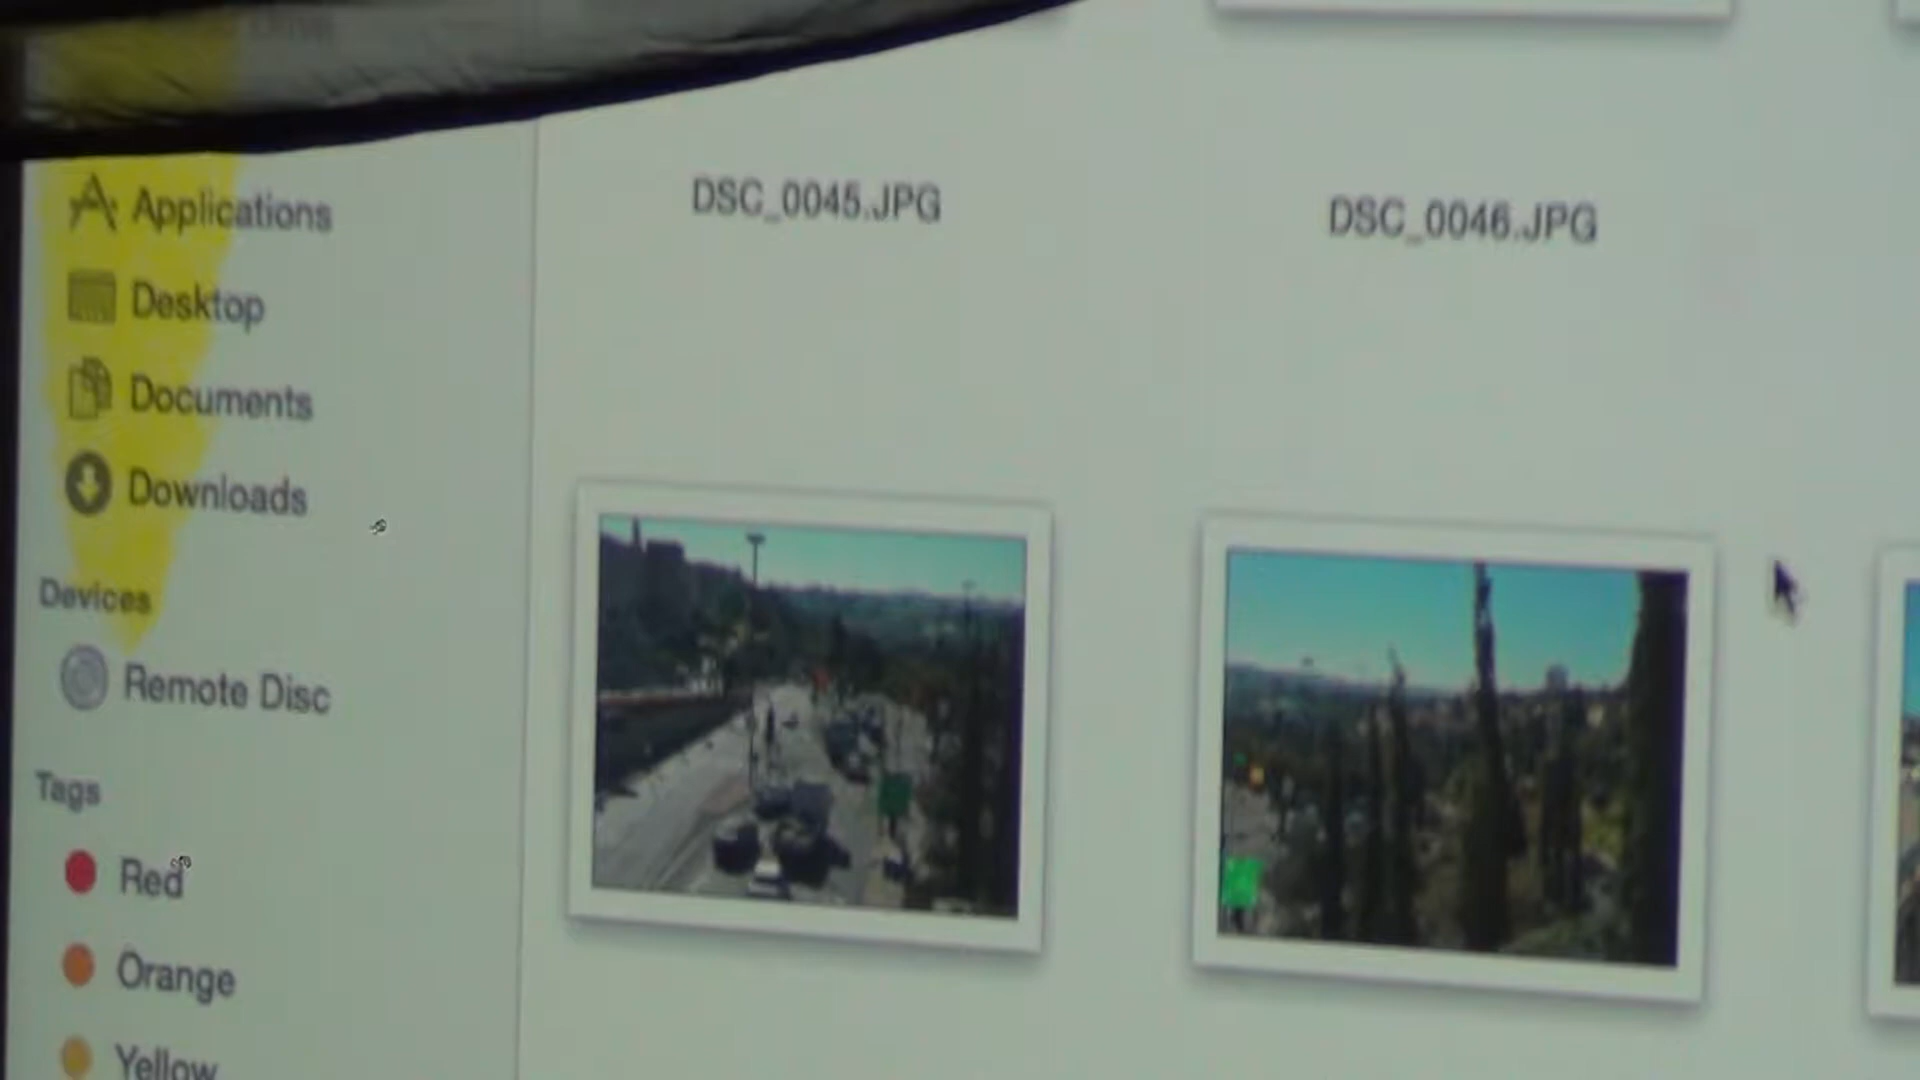 Applications
Desktop
Documents
Downloads
Devices
Remote Disc
Tags
Red
Orange
Yellow
DSC_0045.JPG
DSC_0046.JPG